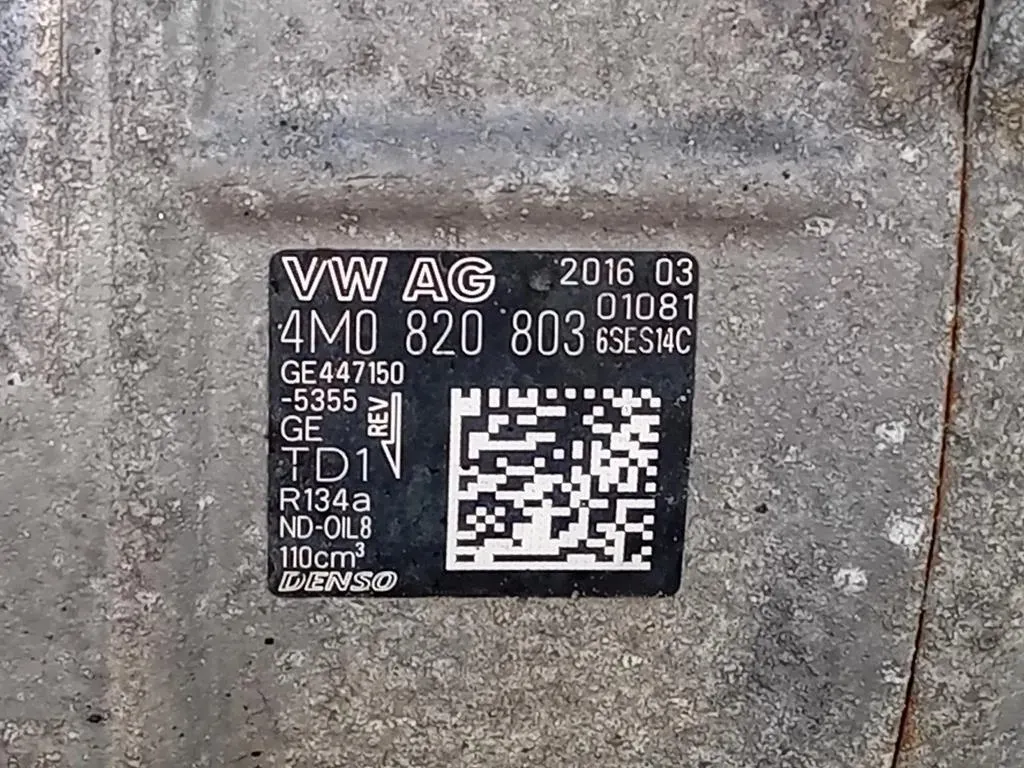 VW AG 2016 03
01081
4M0 820 803 6SES14C
GE447150
-5355
REV
GE
TD1
R134a
ND-OIL8
110cm³
DENSO